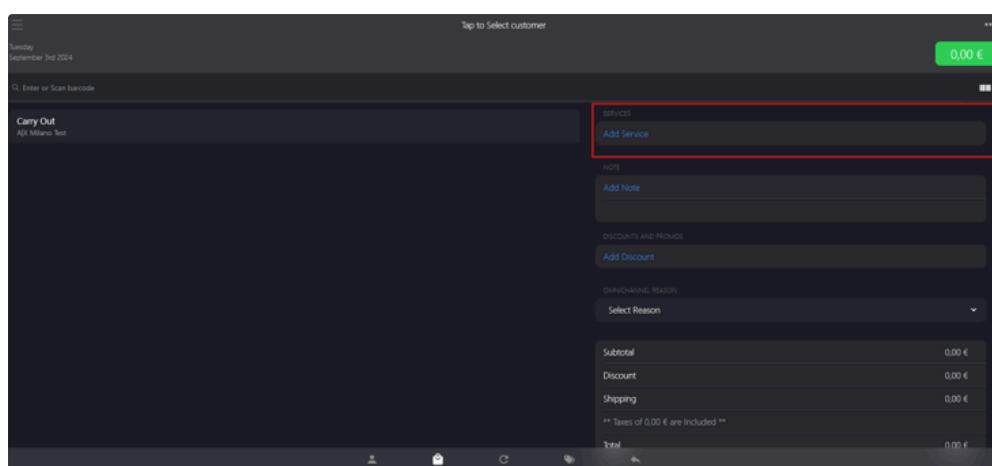 Tap to Select customer
Tuesday
September 3rd 2024
0,00 €
Enter or Scan barcode
Carry Out
A|X Milano Test
SERVICES
Add Service
NOTE
Add Note
DISCOUNTS AND PROMOS
Add Discount
OMNICHANNEL REASON
Select Reason
Subtotal 0,00 €
Discount 0,00 €
Shipping 0,00 €
** Taxes of 0,00 € are Included **
Total 0,00 €